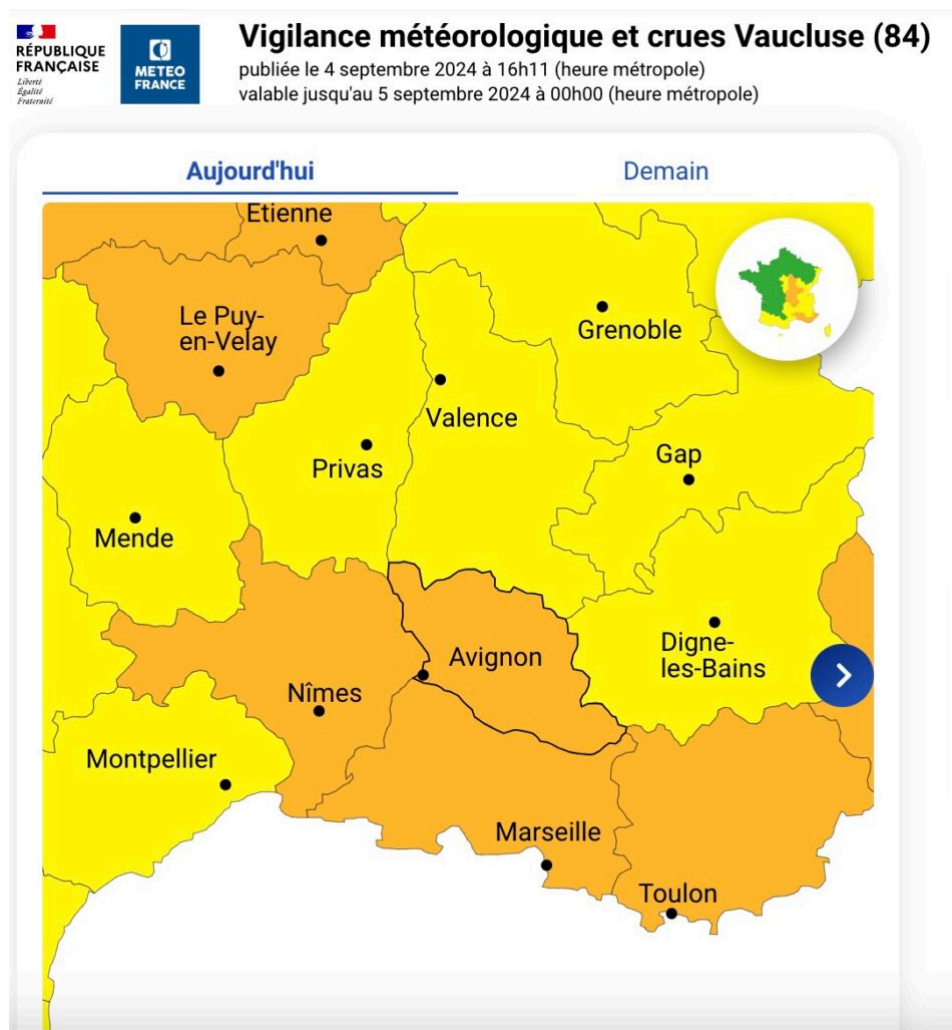 RÉPUBLIQUE
FRANÇAISE
Liberté
Égalité
Fraternité
METEO
FRANCE
Vigilance météorologique et crues Vaucluse (84)
publiée le 4 septembre 2024 à 16h11 (heure métropole)
valable jusqu'au 5 septembre 2024 à 00h00 (heure métropole)
Aujourd'hui
Demain
Etienne
Le Puy-
en-Velay
Grenoble
Valence
Privas
Gap
Mende
Avignon
Digne-
les-Bains
Nîmes
Montpellier
Marseille
Toulon